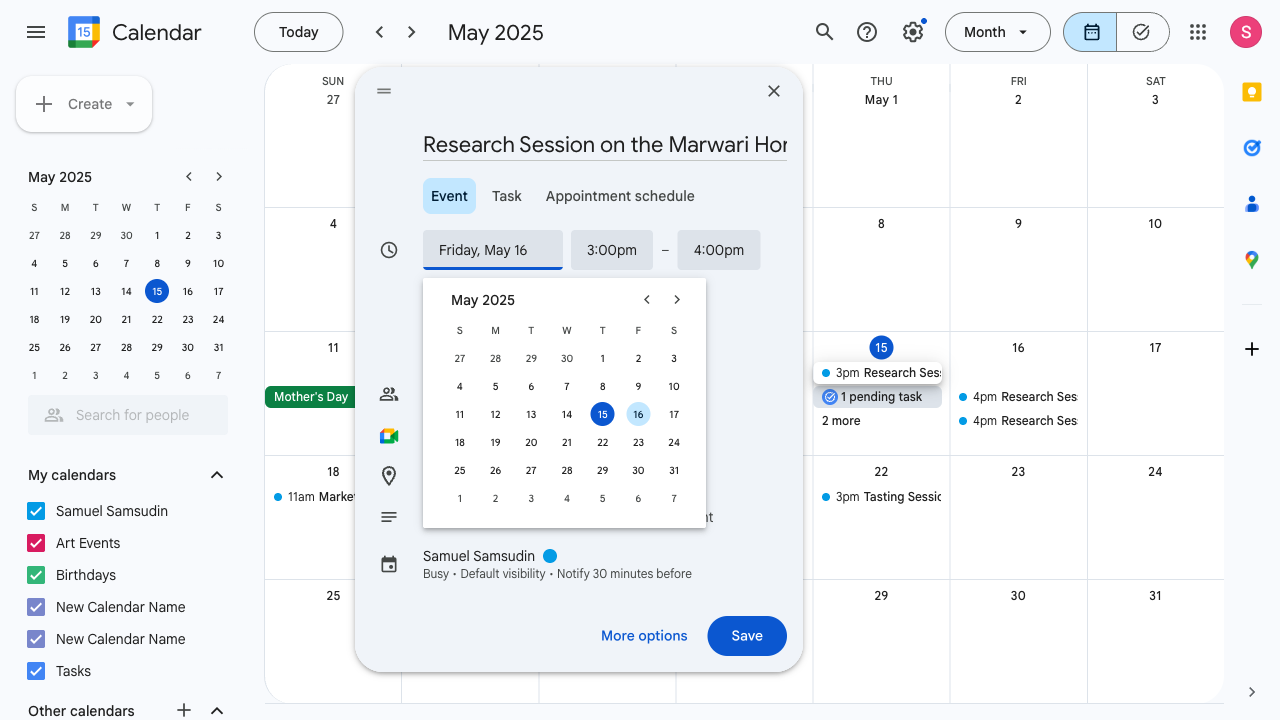 15 Calendar
Today
May 2025
Month
S
Create
May 2025
S M T W T F S
27 28 29 30 1 2 3
4 5 6 7 8 9 10
11 12 13 14 15 16 17
18 19 20 21 22 23 24
25 26 27 28 29 30 31
1 2 3 4 5 6 7
Search for people
My calendars
Samuel Samsudin
Art Events
Birthdays
New Calendar Name
New Calendar Name
Tasks
Other calendars
Research Session on the Marwari Hor
Event Task Appointment schedule
Friday, May 16 3:00pm – 4:00pm
May 2025
S M T W T F S
27 28 29 30 1 2 3
4 5 6 7 8 9 10
11 12 13 14 15 16 17
18 19 20 21 22 23 24
25 26 27 28 29 30 31
1 2 3 4 5 6 7
Samuel Samsudin
Busy • Default visibility • Notify 30 minutes before
More options Save
SUN THU FRI SAT
27 May 1 2 3
4 8 9 10
11 15 16 17
3pm Research Ses
Mother's Day 1 pending task 4pm Research Ses
2 more 4pm Research Ses
18 22 23 24
11am Marke 3pm Tasting Sessio
25 29 30 31